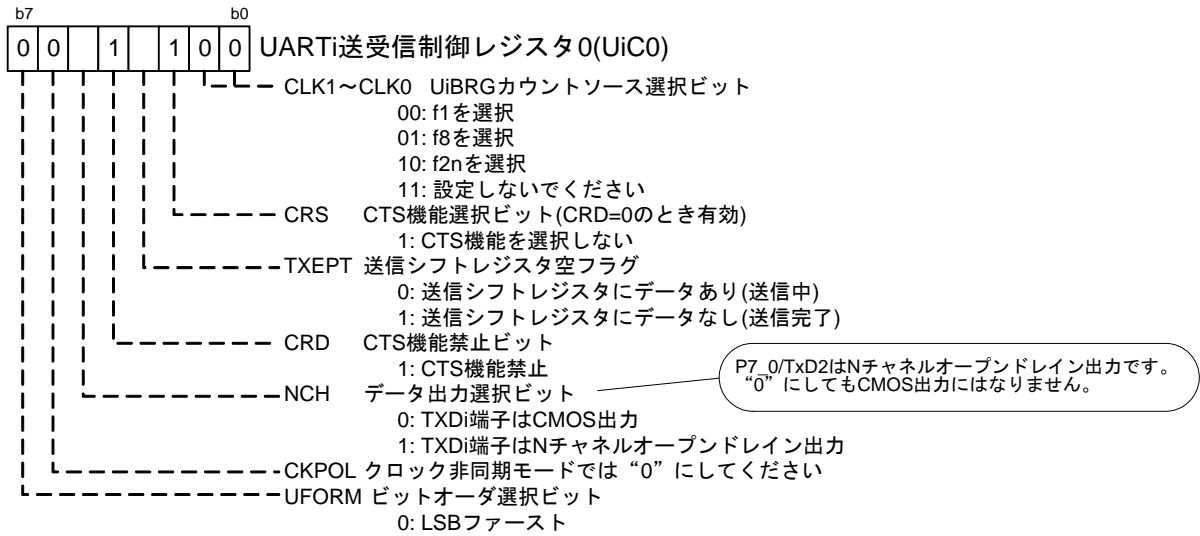 b7 b0
0 0 1 1 0 0 UARTi送受信制御レジスタ0(UiC0)
CLK1～CLK0 UiBRGカウントソース選択ビット
00: f1を選択
01: f8を選択
10: f2nを選択
11: 設定しないでください
CRS CTS機能選択ビット(CRD=0のとき有効)
1: CTS機能を選択しない
TXEPT 送信シフトレジスタ空フラグ
0: 送信シフトレジスタにデータあり(送信中)
1: 送信シフトレジスタにデータなし(送信完了)
CRD CTS機能禁止ビット
1: CTS機能禁止
P7_0/TxD2はNチャネルオープンドレイン出力です。
“0”にしてもCMOS出力にはなりません。
NCH データ出力選択ビット
0: TXDi端子はCMOS出力
1: TXDi端子はNチャネルオープンドレイン出力
CKPOL クロック非同期モードでは“0”にしてください
UFORM ビットオーダ選択ビット
0: LSBファースト